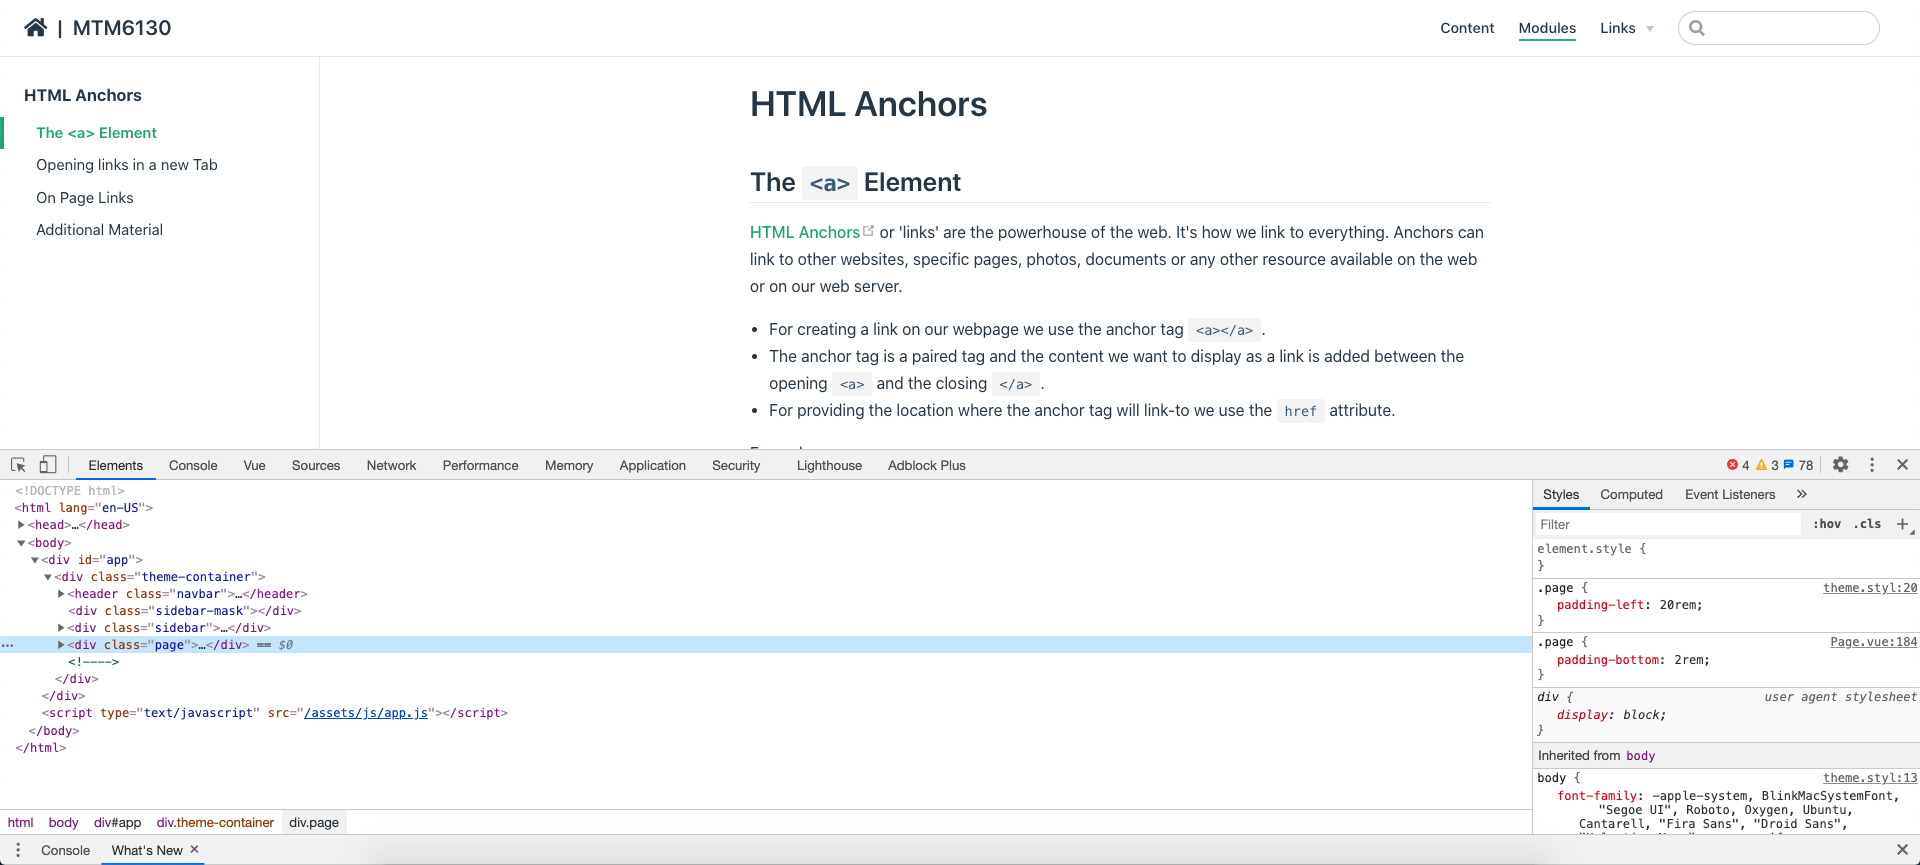 | MTM6130
Content Modules Links
HTML Anchors
The <a> Element
Opening links in a new Tab
On Page Links
Additional Material
HTML Anchors
The <a> Element
HTML Anchors or 'links' are the powerhouse of the web. It's how we link to everything. Anchors can
link to other websites, specific pages, photos, documents or any other resource available on the web
or on our web server.
• For creating a link on our webpage we use the anchor tag <a></a> .
• The anchor tag is a paired tag and the content we want to display as a link is added between the
opening <a> and the closing </a> .
• For providing the location where the anchor tag will link-to we use the href attribute.
Elements Console Vue Sources Network Performance Memory Application Security Lighthouse Adblock Plus 4 3 78
<!DOCTYPE html>
<html lang="en-US">
<head>…</head>
<body>
<div id="app">
<div class="theme-container">
<header class="navbar">…</header>
<div class="sidebar-mask"></div>
<div class="sidebar">…</div>
<div class="page">…</div> == $0
<!---->
</div>
</div>
<script type="text/javascript" src="/assets/js/app.js"></script>
</body>
</html>
html body div#app div.theme-container div.page
Styles Computed Event Listeners »
Filter :hov .cls +
element.style {
}
.page { theme.styl:20
padding-left: 20rem;
}
.page { Page.vue:184
padding-bottom: 2rem;
}
div { user agent stylesheet
display: block;
}
Inherited from body
body { theme.styl:13
font-family: -apple-system, BlinkMacSystemFont,
"Segoe UI", Roboto, Oxygen, Ubuntu,
Cantarell, "Fira Sans", "Droid Sans",
Console What's New ×